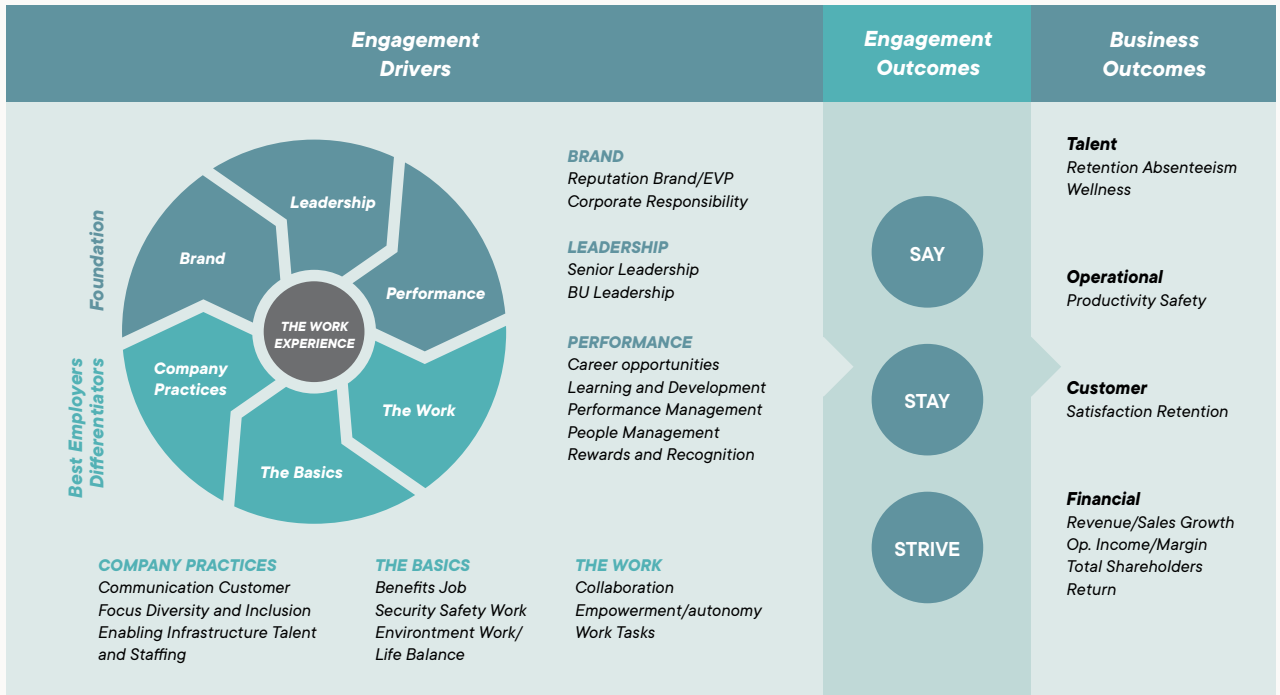 Engagement
Drivers
Engagement
Outcomes
Business
Outcomes
Foundation
Best Employers
Differentiators
Leadership
Brand
Performance
THE WORK
EXPERIENCE
Company
Practices
The Work
The Basics
BRAND
Reputation Brand/EVP
Corporate Responsibility
LEADERSHIP
Senior Leadership
BU Leadership
PERFORMANCE
Career opportunities
Learning and Development
Performance Management
People Management
Rewards and Recognition
COMPANY PRACTICES
Communication Customer
Focus Diversity and Inclusion
Enabling Infrastructure Talent
and Staffing
THE BASICS
Benefits Job
Security Safety Work
Environtment Work/
Life Balance
THE WORK
Collaboration
Empowerment/autonomy
Work Tasks
SAY
STAY
STRIVE
Talent
Retention Absenteeism
Wellness
Operational
Productivity Safety
Customer
Satisfaction Retention
Financial
Revenue/Sales Growth
Op. Income/Margin
Total Shareholders
Return